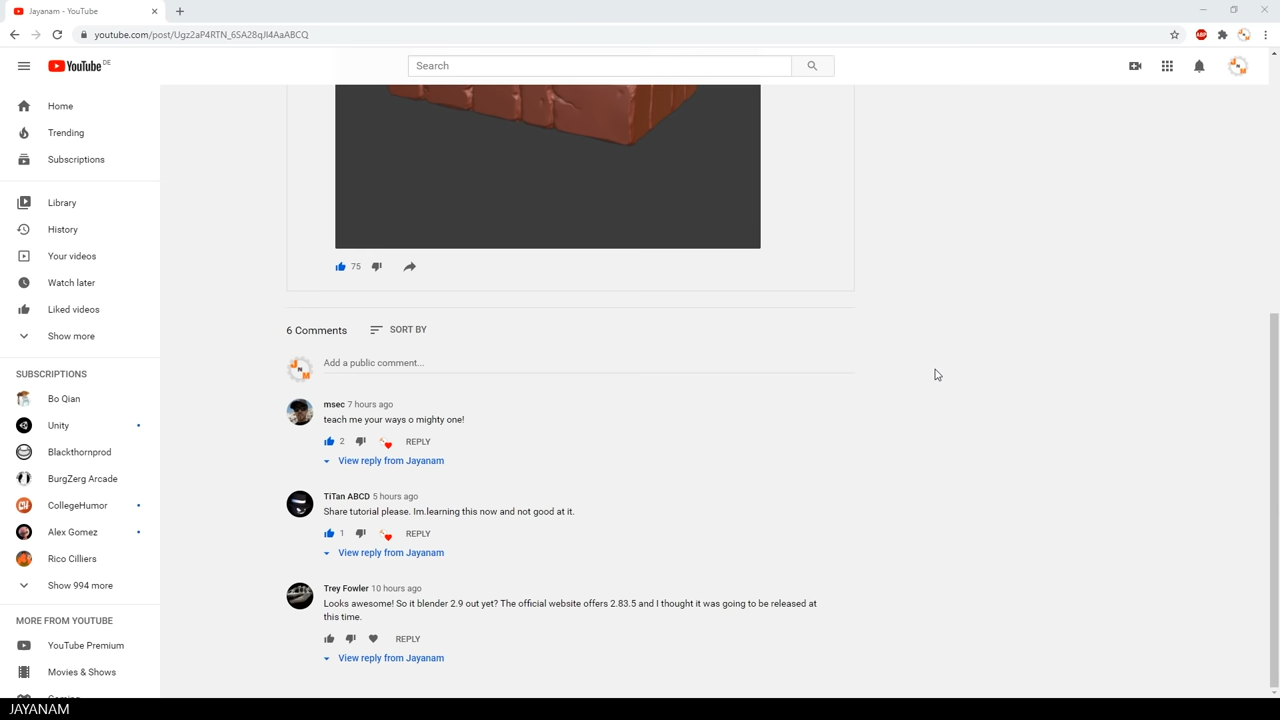 Jayanam - YouTube
youtube.com/post/Ugz2aP4RTN_6SA28qJI4AaABCQ
ABP
YouTube DE
Search
Home
Trending
Subscriptions
Library
History
Your videos
Watch later
Liked videos
Show more
SUBSCRIPTIONS
Bo Qian
Unity
Blackthornprod
BurgZerg Arcade
CollegeHumor
Alex Gomez
Rico Cilliers
Show 994 more
MORE FROM YOUTUBE
YouTube Premium
Movies & Shows
75
6 Comments SORT BY
Add a public comment...
msec 7 hours ago
teach me your ways o mighty one!
2 REPLY
View reply from Jayanam
TiTan ABCD 5 hours ago
Share tutorial please. Im.learning this now and not good at it.
1 REPLY
View reply from Jayanam
Trey Fowler 10 hours ago
Looks awesome! So it blender 2.9 out yet? The official website offers 2.83.5 and I thought it was going to be released at
this time.
REPLY
View reply from Jayanam
JAYANAM